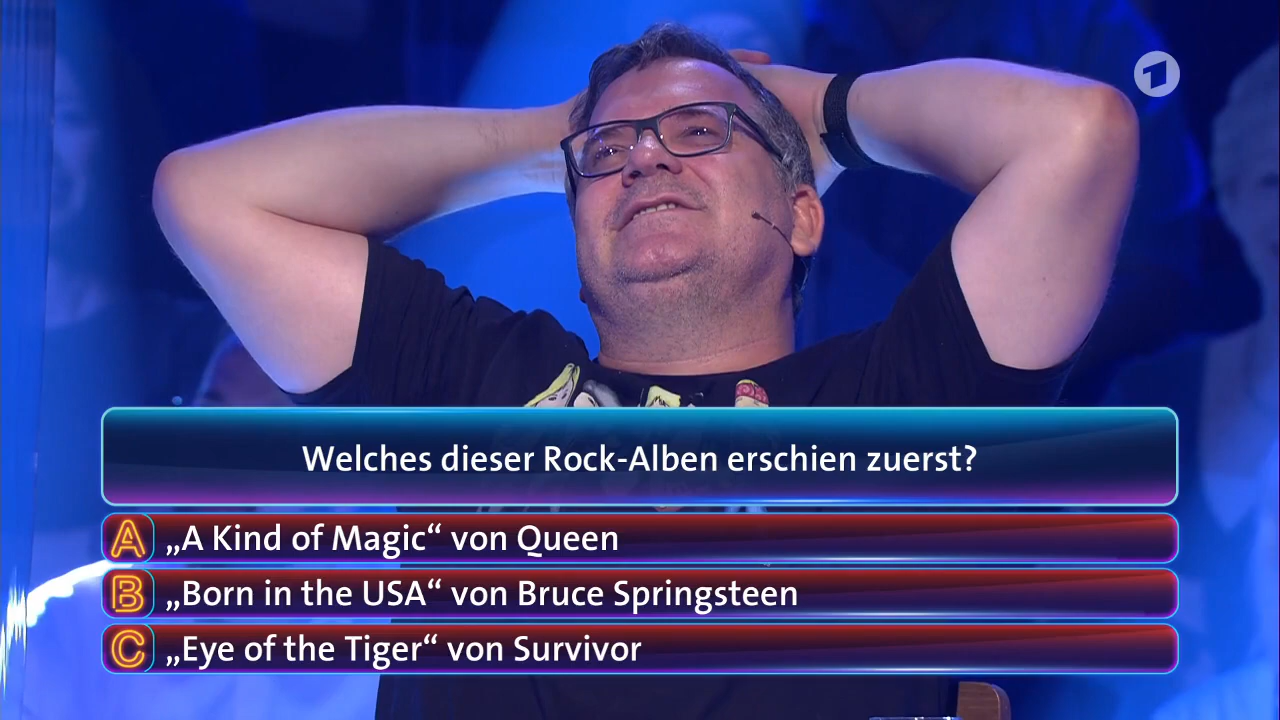 1
Welches dieser Rock-Alben erschien zuerst?
A „A Kind of Magic“ von Queen
B „Born in the USA“ von Bruce Springsteen
C „Eye of the Tiger“ von Survivor